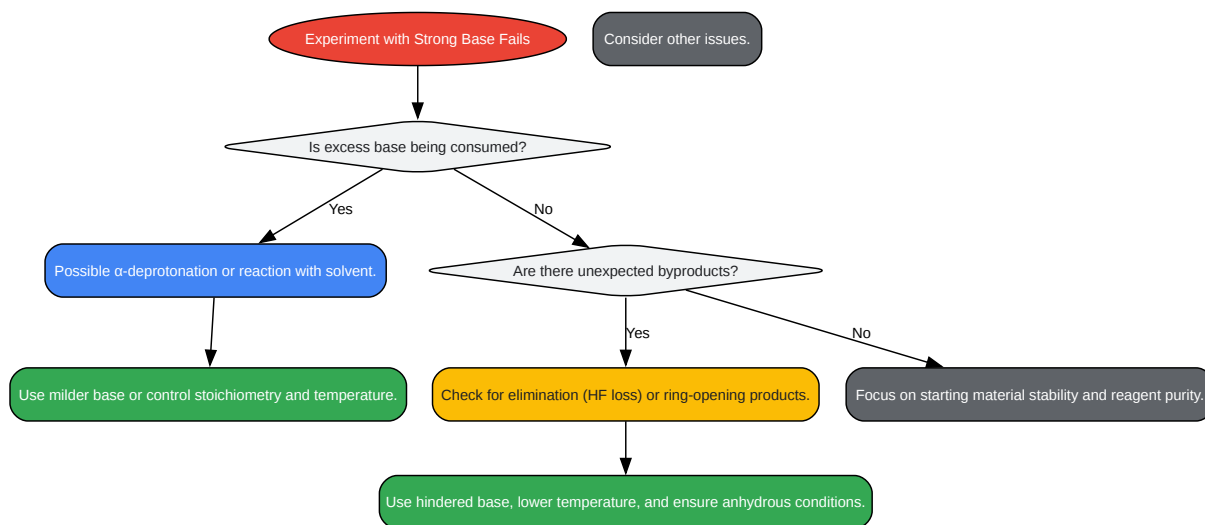 Experiment with Strong Base Fails
Consider other issues.
Is excess base being consumed?
Yes
No
Possible α-deprotonation or reaction with solvent.
Are there unexpected byproducts?
Yes
No
Use milder base or control stoichiometry and temperature.
Check for elimination (HF loss) or ring-opening products.
Focus on starting material stability and reagent purity.
Use hindered base, lower temperature, and ensure anhydrous conditions.